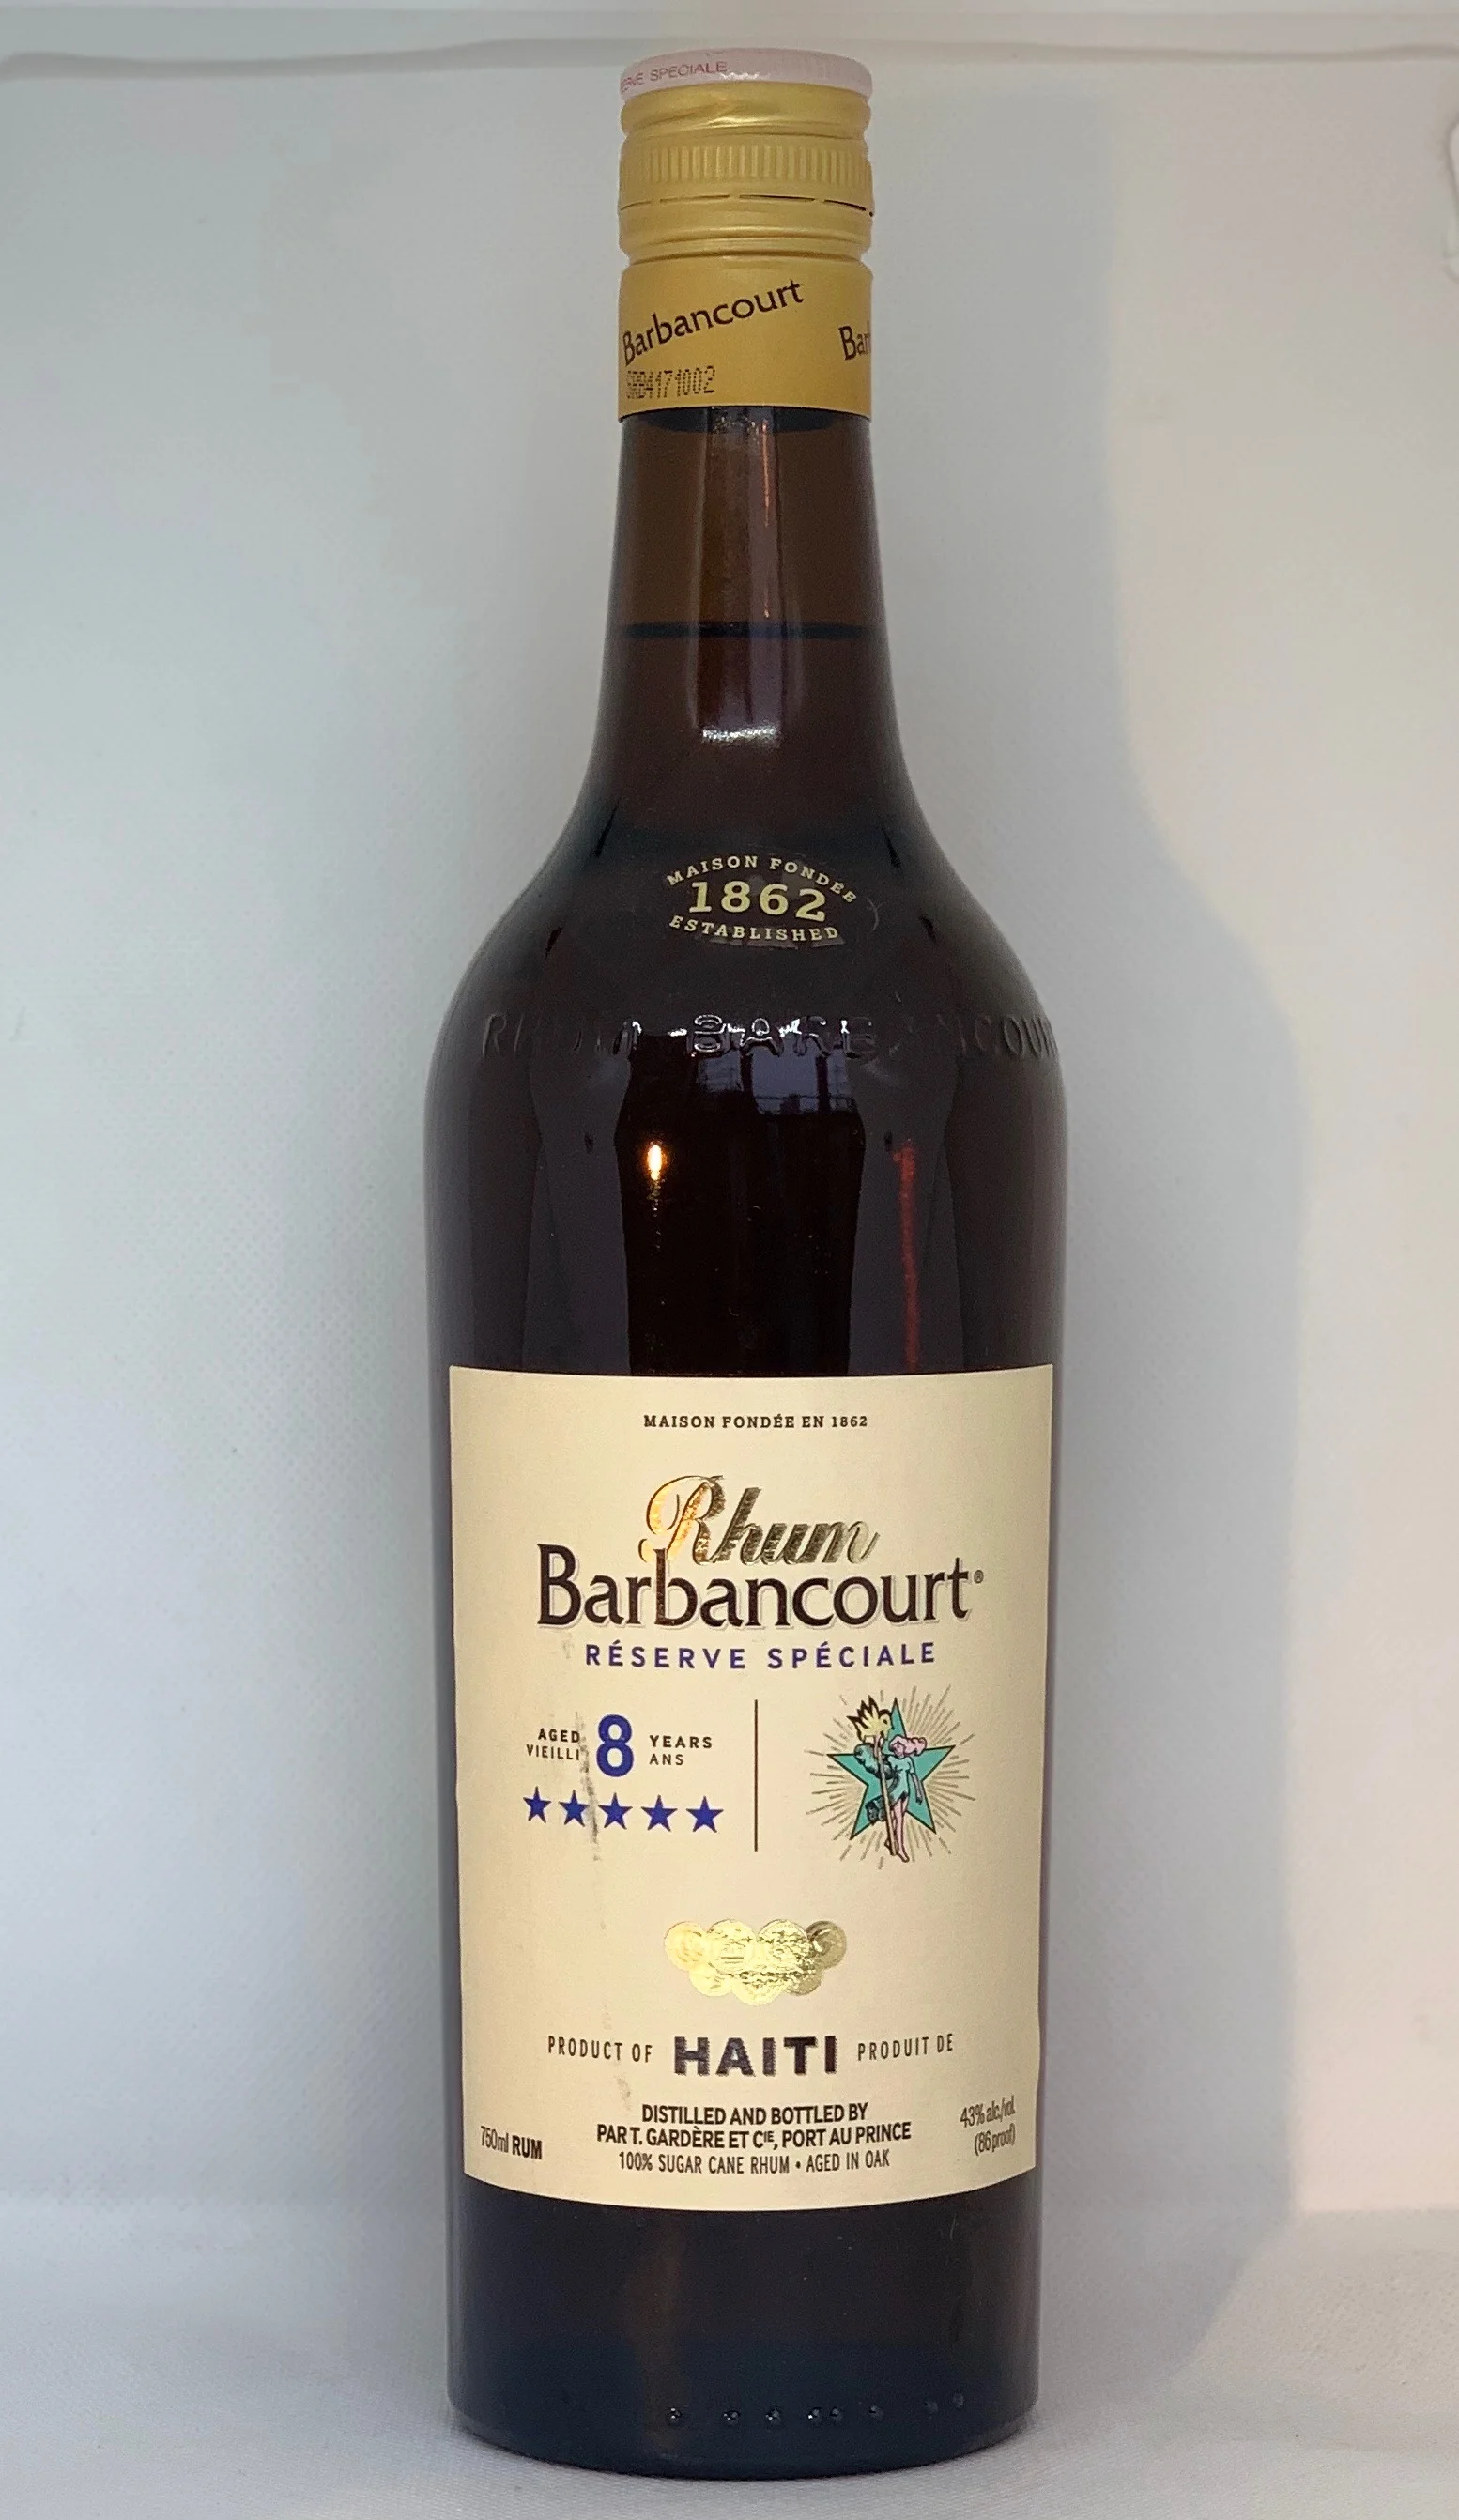 SPECIALE
Barbancourt
MAISON FONDÉE
1862
ESTABLISHED
RHUM BARBANCOURT
MAISON FONDÉE EN 1862
Rhum
Barbancourt®
RÉSERVE SPÉCIALE
AGED 8 YEARS
VIEILLI ANS
PRODUCT OF HAITI PRODUIT DE
DISTILLED AND BOTTLED BY
PAR T. GARDÈRE ET CIE, PORT AU PRINCE
100% SUGAR CANE RHUM • AGED IN OAK
750ml RUM
43% alc./vol.
(86 proof)